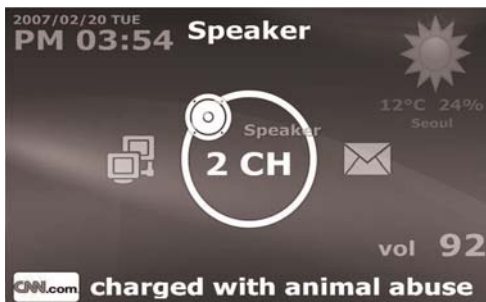 2007/02/20 TUE
PM 03:54
Speaker
12°C 24%
Seoul
Speaker
2 CH
vol 92
CNN.com charged with animal abuse